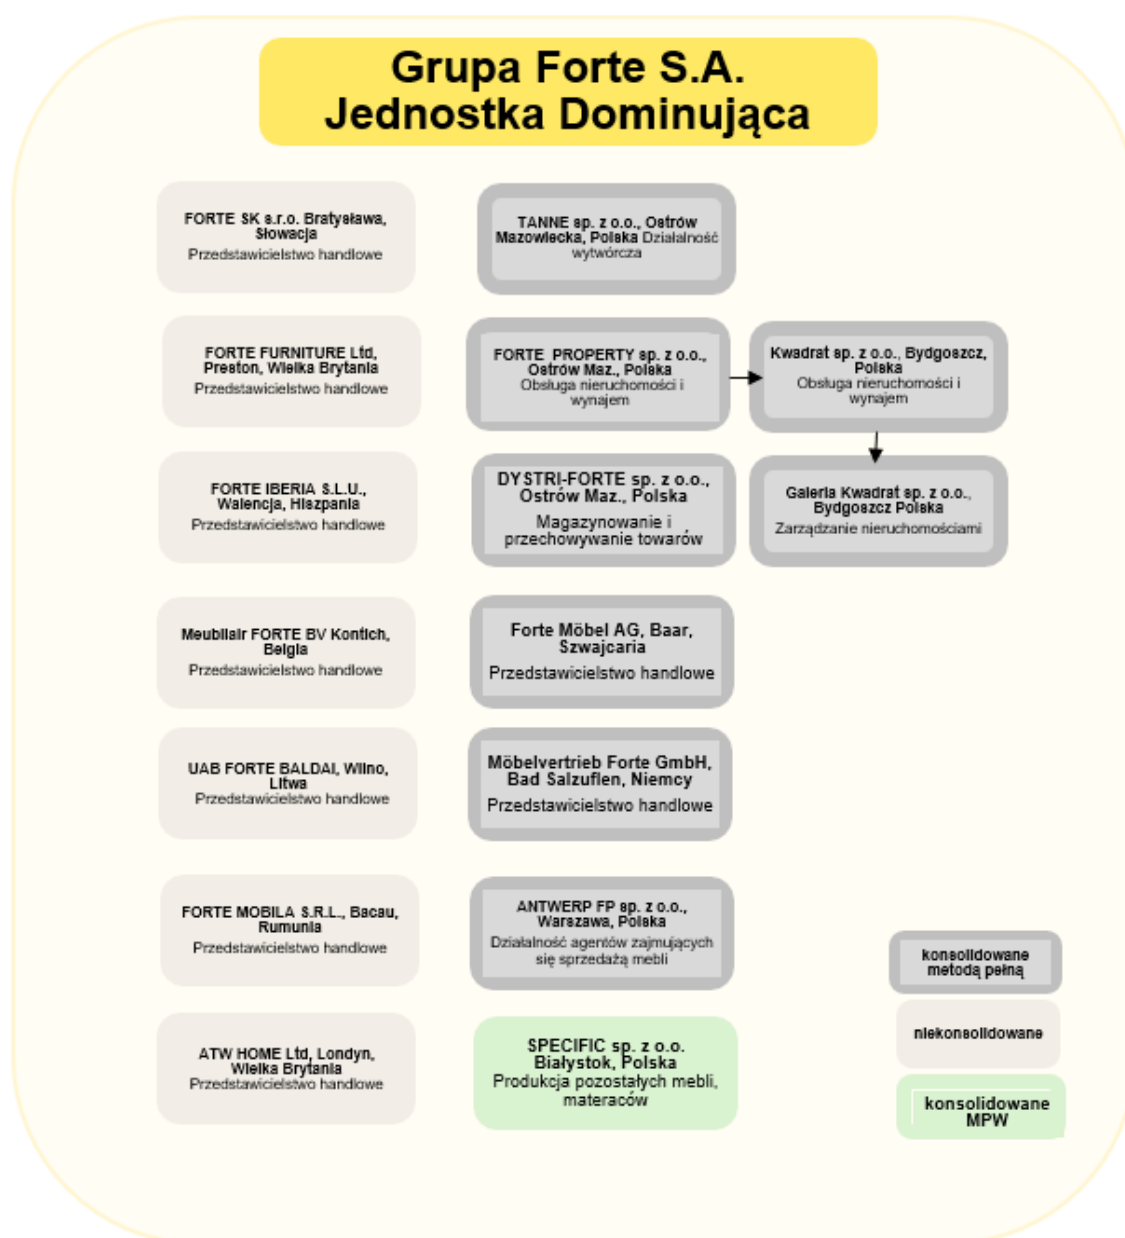 Grupa Forte S.A.
Jednostka Dominująca
FORTE SK s.r.o. Bratysława,
Słowacja
Przedstawicielstwo handlowe
TANNE sp. z o.o., Ostrów
Mazowiecka, Polska Działalność
wytwórcza
FORTE FURNITURE Ltd,
Preston, Wielka Brytania
Przedstawicielstwo handlowe
FORTE PROPERTY sp. z o.o.,
Ostrów Maz., Polska
Obsługa nieruchomości i
wynajem
Kwadrat sp. z o.o., Bydgoszcz,
Polska
Obsługa nieruchomości i
wynajem
FORTE IBERIA S.L.U.,
Walencja, Hiszpania
Przedstawicielstwo handlowe
DYSTRI-FORTE sp. z o.o.,
Ostrów Maz., Polska
Magazynowanie i
przechowywanie towarów
Galeria Kwadrat sp. z o.o.,
Bydgoszcz Polska
Zarządzanie nieruchomościami
Meubilair FORTE BV Kontich,
Belgia
Przedstawicielstwo handlowe
Forte Möbel AG, Baar,
Szwajcaria
Przedstawicielstwo handlowe
UAB FORTE BALDAI, Wilno,
Litwa
Przedstawicielstwo handlowe
Möbelvertrieb Forte GmbH,
Bad Salzuflen, Niemcy
Przedstawicielstwo handlowe
FORTE MOBILA S.R.L., Bacau,
Rumunia
Przedstawicielstwo handlowe
ANTWERP FP sp. z o.o.,
Warszawa, Polska
Działalność agentów zajmujących
się sprzedażą mebli
ATW HOME Ltd, Londyn,
Wielka Brytania
Przedstawicielstwo handlowe
SPECIFIC sp. z o.o.
Białystok, Polska
Produkcja pozostałych mebli,
materaców
konsolidowane
metodą pełną
niekonsolidowane
konsolidowane
MPW